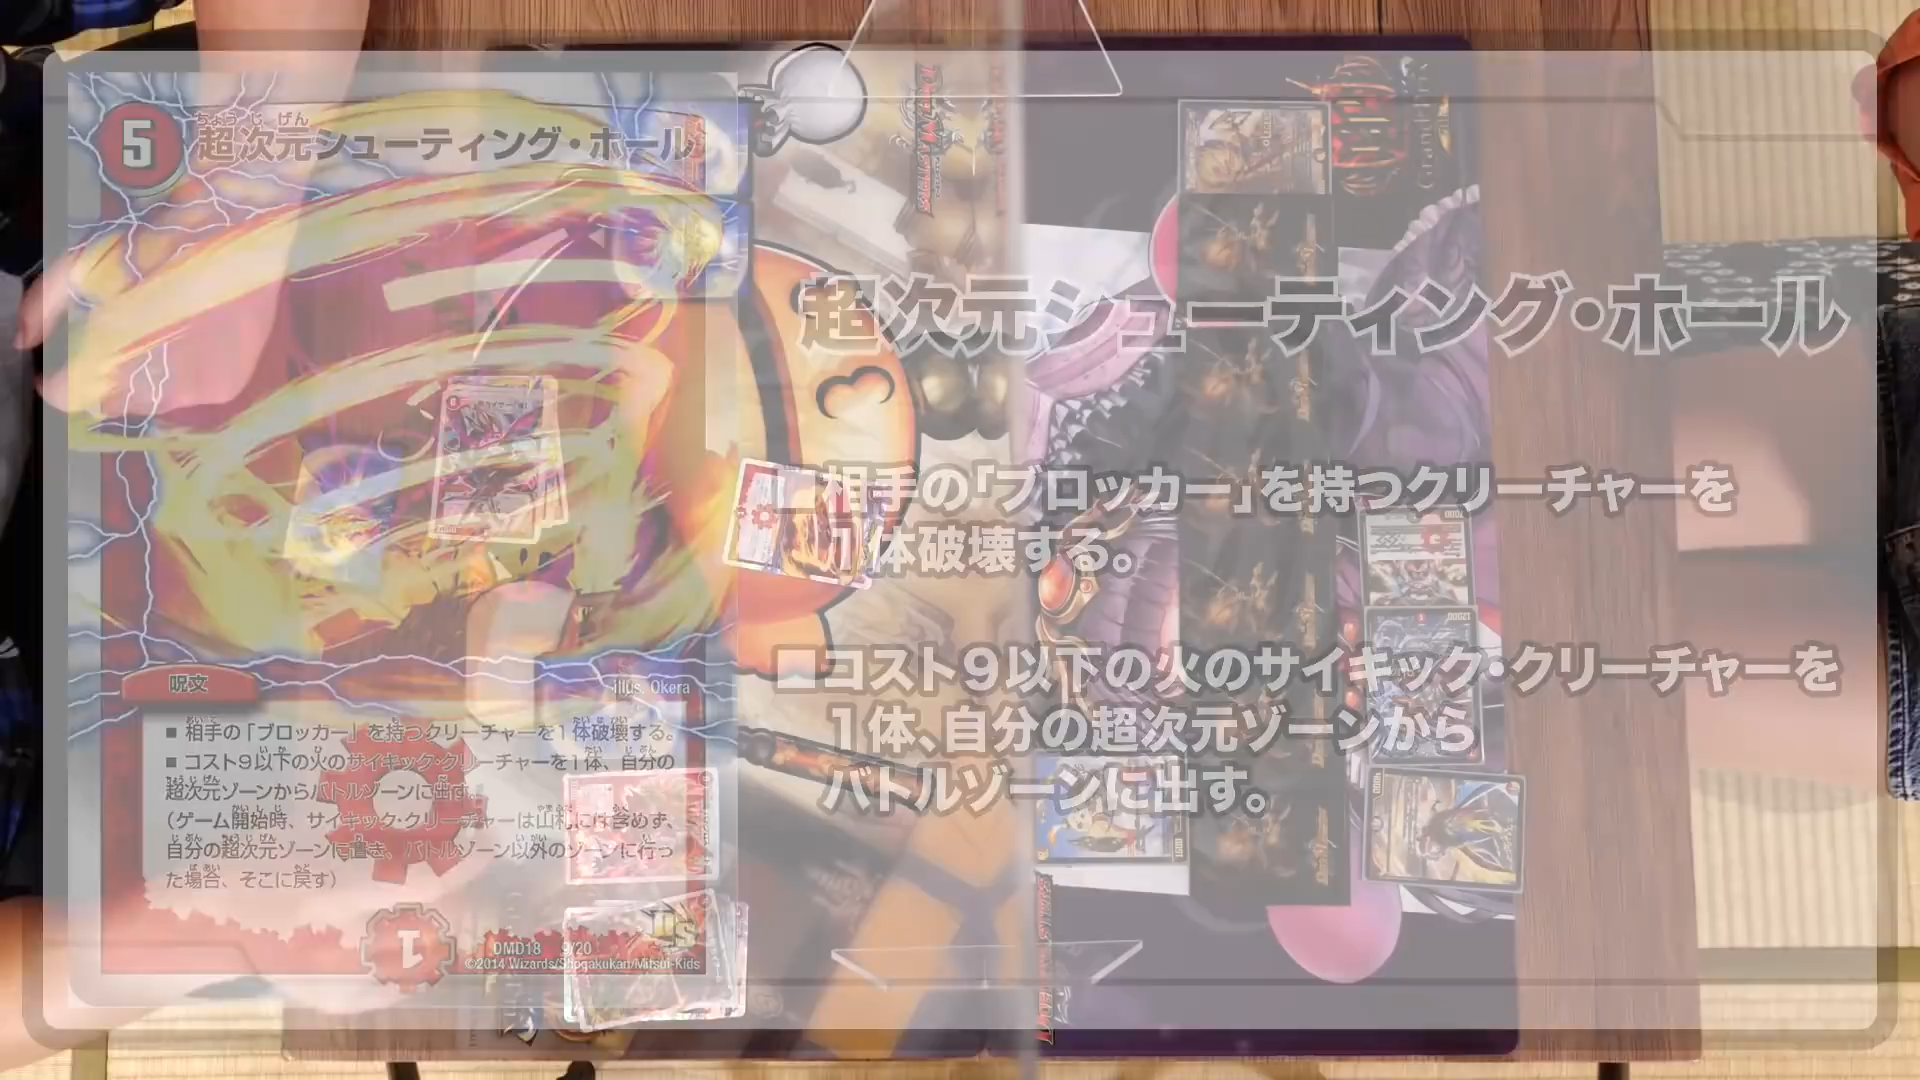 5
ちょうじげん
超次元シューティング・ホール
超次元シューティング・ホール
■相手の「ブロッカー」を持つクリーチャーを
1体破壊する。
■コスト9以下の火のサイキック・クリーチャーを
1体、自分の超次元ゾーンから
バトルゾーンに出す。
呪文
illus. Okera
■ 相手の「ブロッカー」を持つクリーチャーを1体破壊する。
■ コスト9以下の火のサイキック・クリーチャーを1体、自分の
超次元ゾーンからバトルゾーンに出す。
(ゲーム開始時、サイキック・クリーチャーは山札には含めず、
自分の超次元ゾーンに置き、バトルゾーン以外のゾーンに行っ
た場合、そこに戻す)
1
DMD18 9/20
©2014 Wizards/Shogakukan/Mitsui-Kids